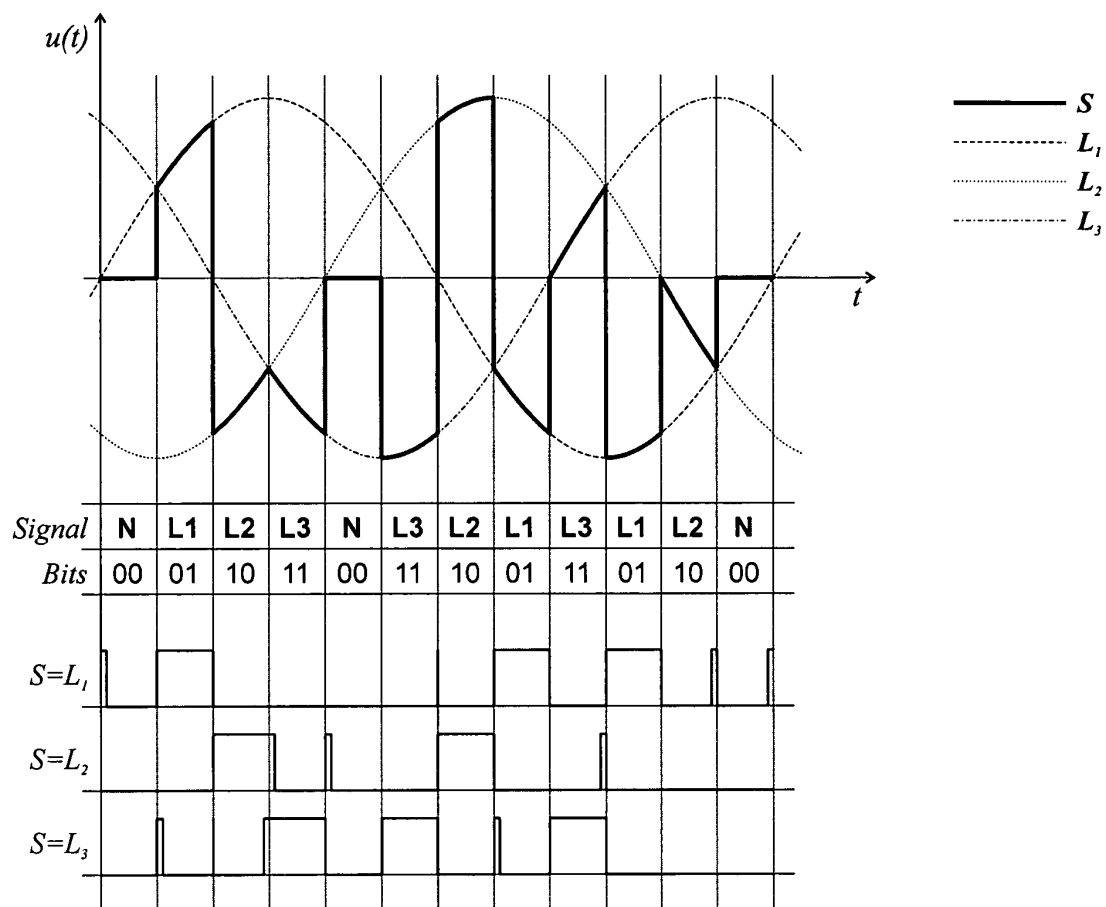 u(t)
S
L1
L2
L3
t
Signal N L1 L2 L3 N L3 L2 L1 L3 L1 L2 N
Bits 00 01 10 11 00 11 10 01 11 01 10 00
S=L1
S=L2
S=L3